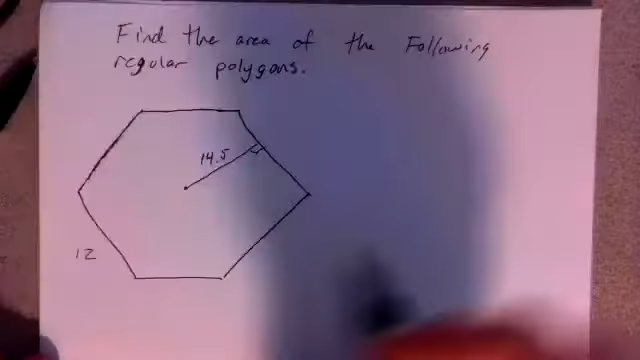 Find the area of the Following
regular polygons.
14.5
12